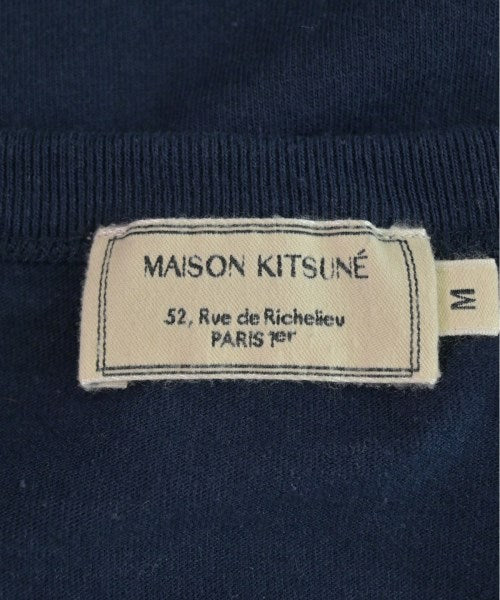 MAISON KITSUNÉ
52, Rue de Richelieu
PARIS 1er
M